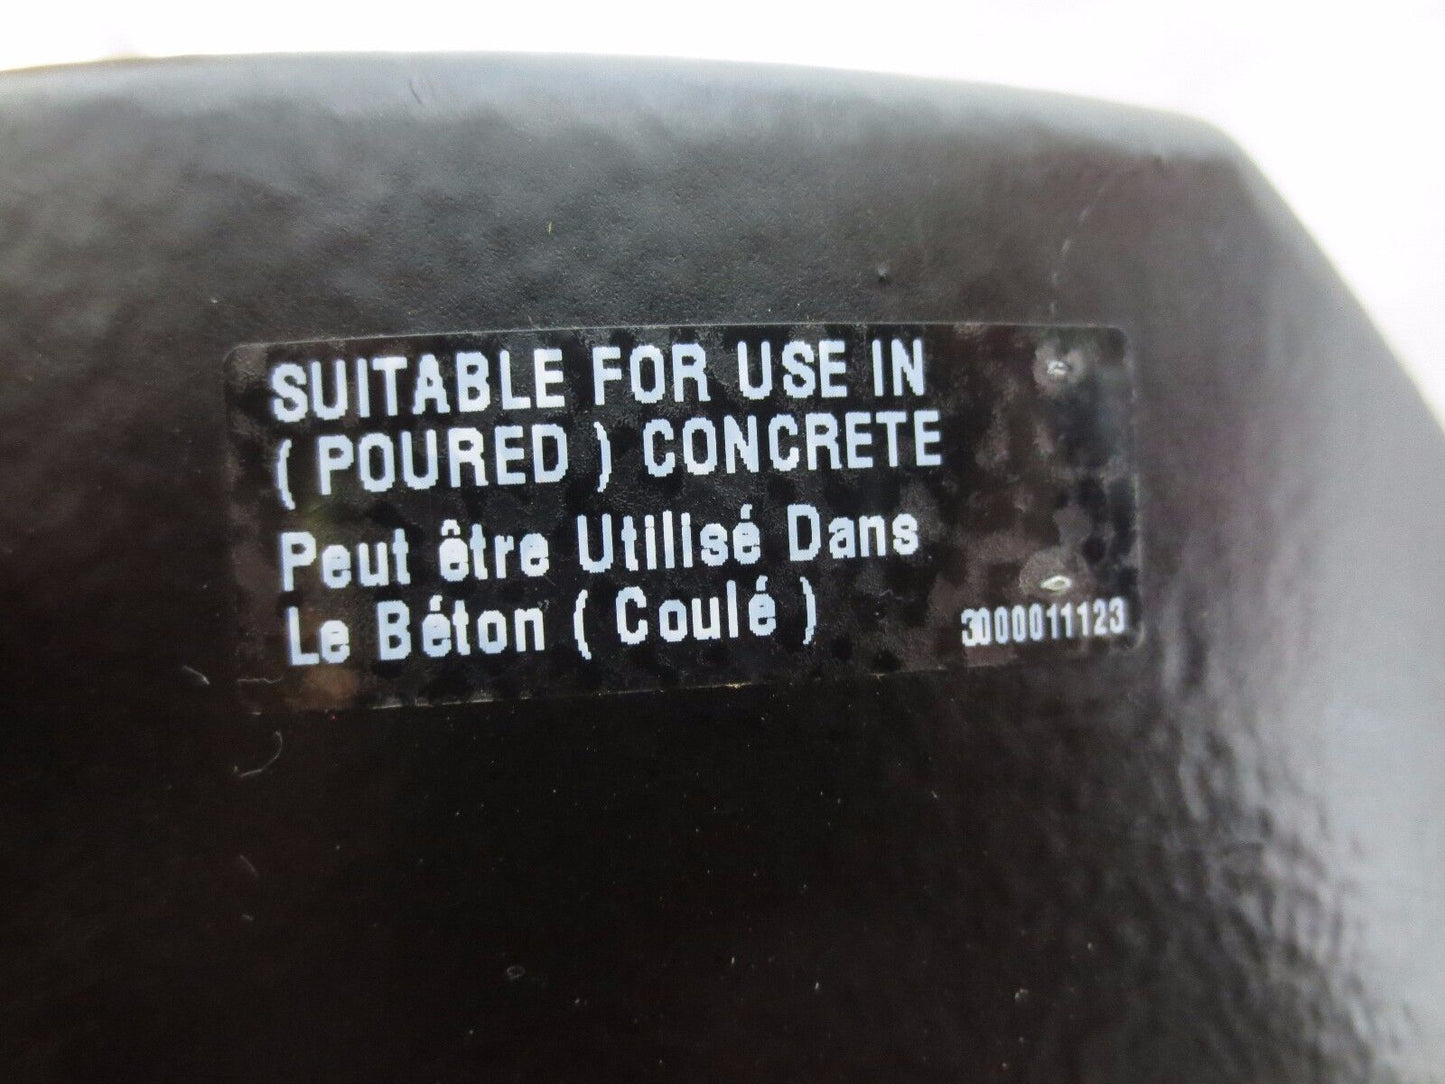 SUITABLE FOR USE IN
( POURED ) CONCRETE
Peut être Utilisé Dans
Le Béton ( Coulé )
3000011123